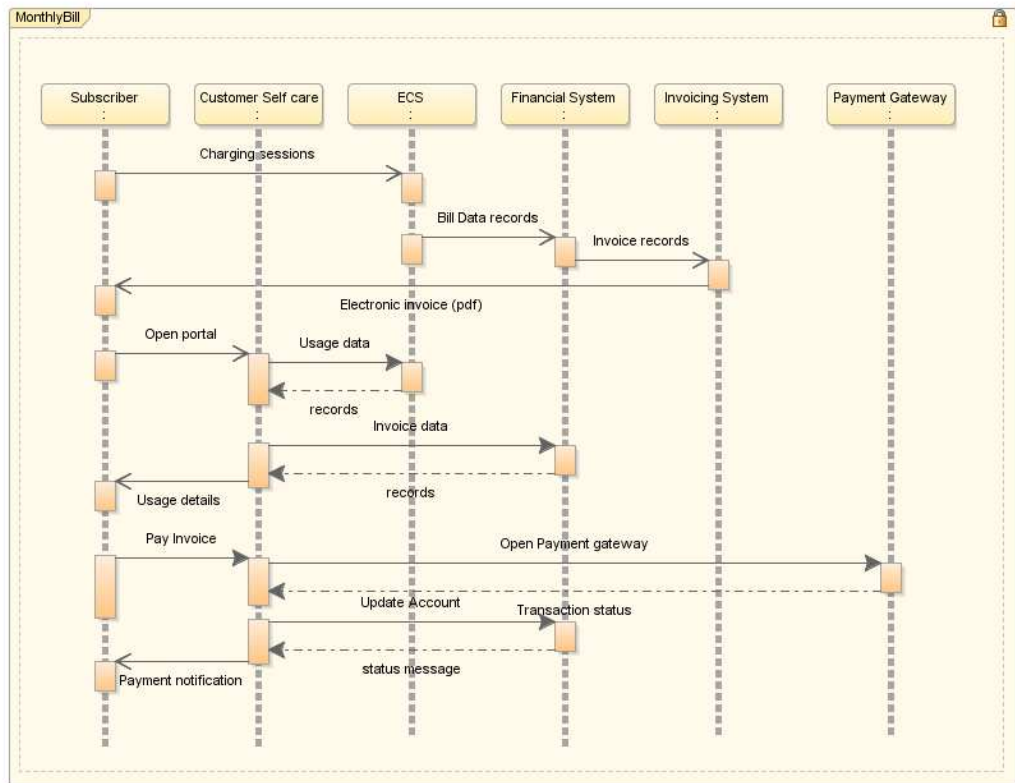 MonthlyBill
Subscriber
:
Customer Self care
:
ECS
:
Financial System
:
Invoicing System
:
Payment Gateway
:
Charging sessions
Bill Data records
Invoice records
Electronic invoice (pdf)
Open portal
Usage data
records
Invoice data
records
Usage details
Pay Invoice
Open Payment gateway
Update Account
Transaction status
status message
Payment notification